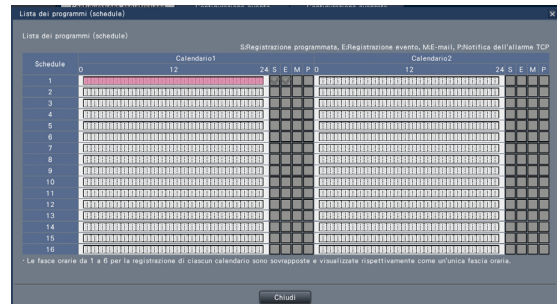 Lista dei programmi (schedule)
Lista dei programmi (schedule)
S:Registrazione programmata, E:Registrazione evento, M:E-mail, P:Notifica dell'allarme TCP
Schedule Calendario1 Calendario2
0 12 24 S E M P 0 12 24 S E M P
1
2
3
4
5
6
7
8
9
10
11
12
13
14
15
16
· Le fasce orarie da 1 a 6 per la registrazione di ciascun calendario sono sovrapposte e visualizzate rispettivamente come un'unica fascia oraria.
Chiudi